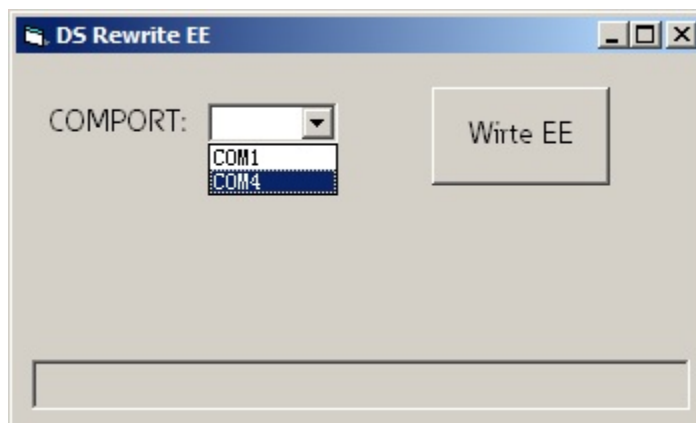 DS Rewrite EE
COMPORT:
Wirte EE
COM1
COM4